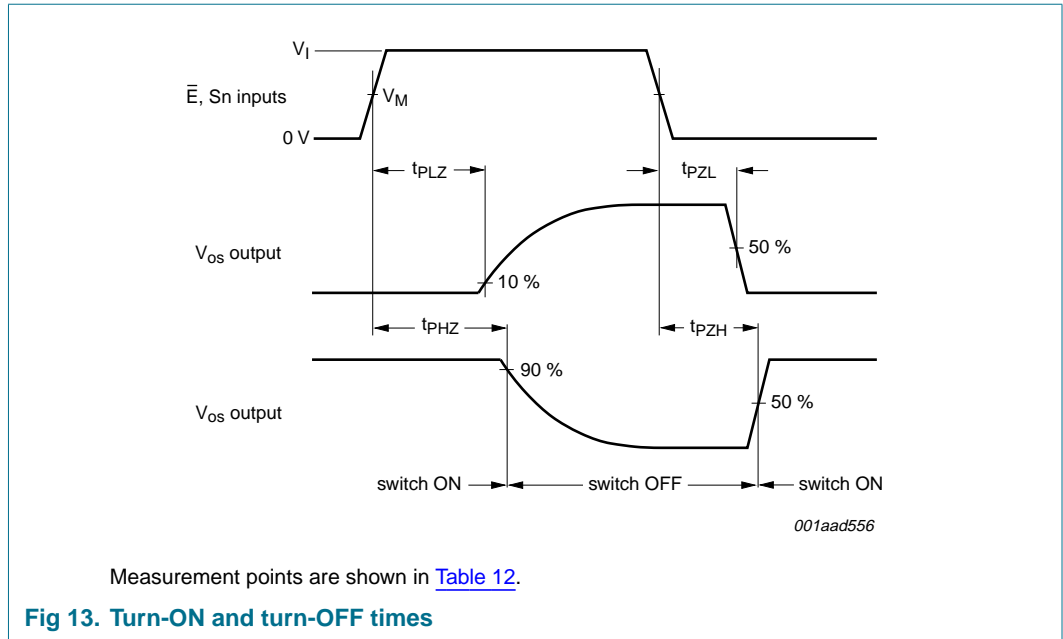 V_I
E̅, Sn inputs
V_M
0 V
t_PLZ
t_PZL
V_os output
50 %
10 %
t_PHZ
t_PZH
90 %
V_os output
50 %
switch ON
switch OFF
switch ON
001aad556
Measurement points are shown in Table 12.
Fig 13. Turn-ON and turn-OFF times